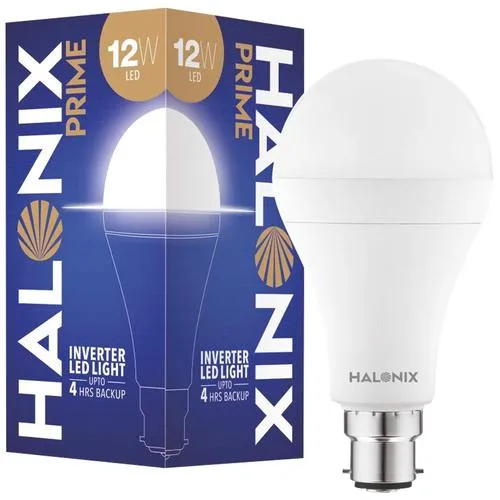 HALONIX
PRIME
12W
LED
INVERTER
LED LIGHT
UPTO
4 HRS BACKUP
12W
LED
PRIME
HALONIX
INVERTER
LED LIGHT
UPTO
4 HRS BACKUP
HALONIX